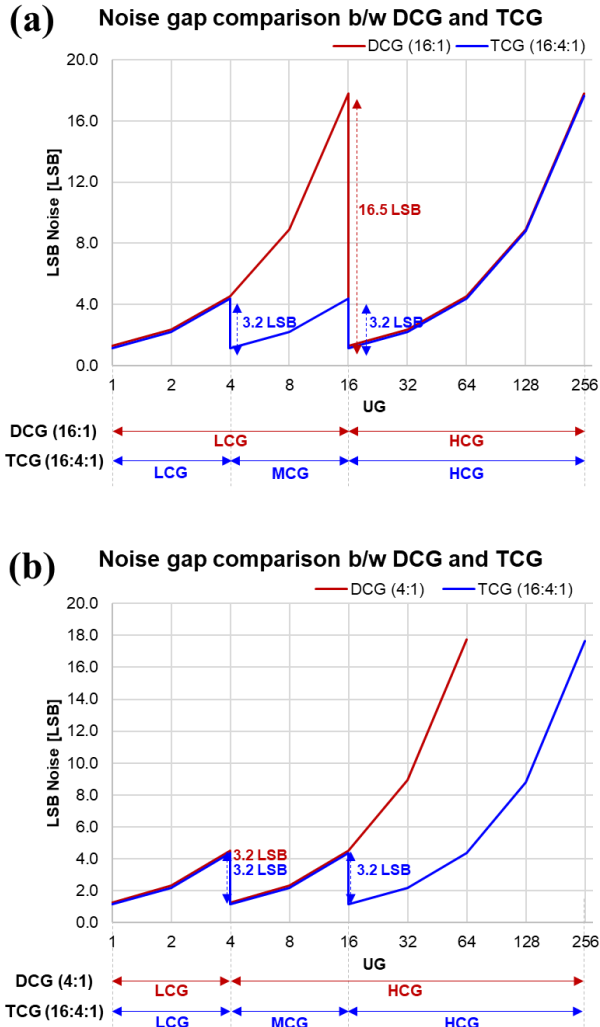 (a)
Noise gap comparison b/w DCG and TCG
DCG (16:1) TCG (16:4:1)
LSB Noise [LSB]
16.0
12.0
8.0
4.0
0.0
16.5 LSB
3.2 LSB 3.2 LSB
1 2 4 8 16 32 64 128 256
UG
DCG (16:1) LCG HCG
TCG (16:4:1) LCG MCG HCG
(b)
Noise gap comparison b/w DCG and TCG
DCG (4:1) TCG (16:4:1)
LSB Noise [LSB]
20.0
18.0
16.0
14.0
12.0
10.0
8.0
6.0
4.0
2.0
0.0
3.2 LSB
3.2 LSB 3.2 LSB
1 2 4 8 16 32 64 128 256
UG
DCG (4:1) LCG HCG
TCG (16:4:1) LCG MCG HCG